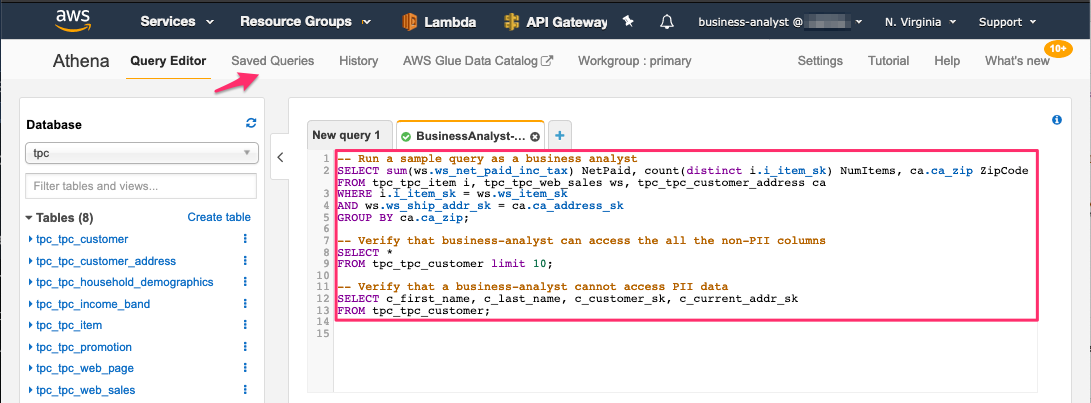 aws
Services Resource Groups Lambda API Gateway business-analyst @ N. Virginia Support
Athena Query Editor Saved Queries History AWS Glue Data Catalog Workgroup : primary Settings Tutorial Help What's new 10+
Database
tpc
Filter tables and views...
Tables (8) Create table
tpc_tpc_customer
tpc_tpc_customer_address
tpc_tpc_household_demographics
tpc_tpc_income_band
tpc_tpc_item
tpc_tpc_promotion
tpc_tpc_web_page
tpc_tpc_web_sales
New query 1 BusinessAnalyst-... +
1 -- Run a sample query as a business analyst
2 SELECT sum(ws.ws_net_paid_inc_tax) NetPaid, count(distinct i.i_item_sk) NumItems, ca.ca_zip ZipCode
FROM tpc_tpc_item i, tpc_tpc_web_sales ws, tpc_tpc_customer_address ca
3 WHERE i.i_item_sk = ws.ws_item_sk
4 AND ws.ws_ship_addr_sk = ca.ca_address_sk
5 GROUP BY ca.ca_zip;
6
7 -- Verify that business-analyst can access the all the non-PII columns
8 SELECT *
9 FROM tpc_tpc_customer limit 10;
10
11 -- Verify that a business-analyst cannot access PII data
12 SELECT c_first_name, c_last_name, c_customer_sk, c_current_addr_sk
13 FROM tpc_tpc_customer;
14
15